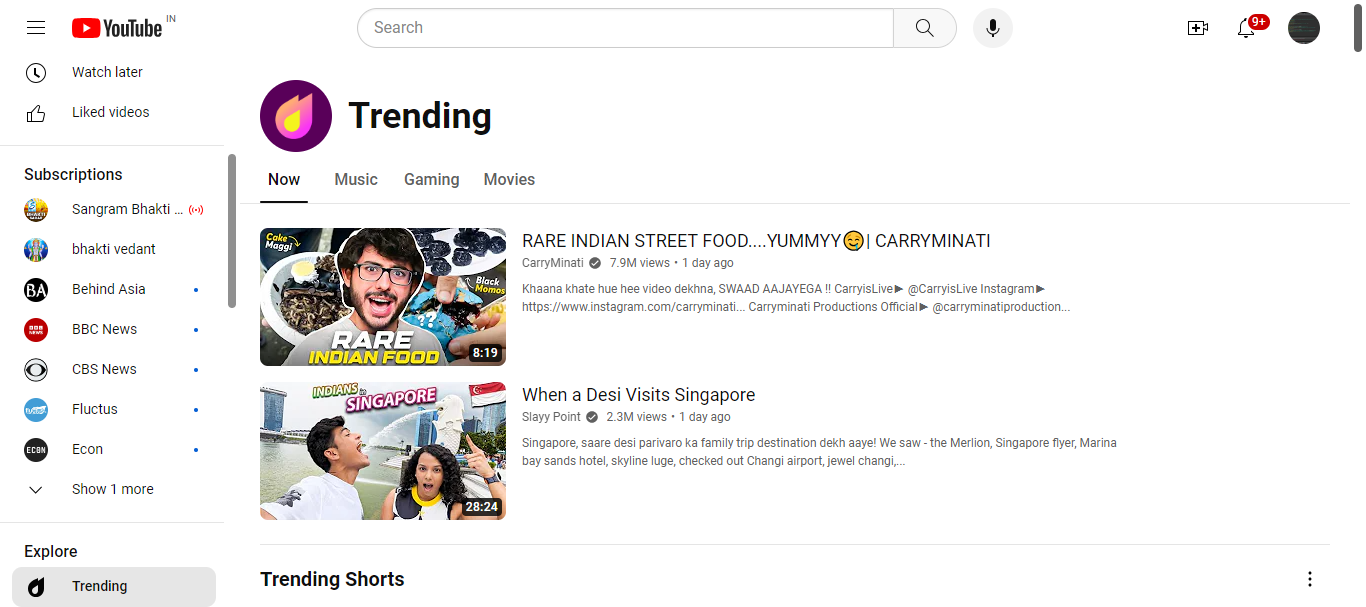 YouTube IN
Search
9+
Watch later
Liked videos
Subscriptions
Sangram Bhakti ...
bhakti vedant
BA
Behind Asia
BBC NEWS
BBC News
CBS News
Fluctus
ECON
Econ
Show 1 more
Explore
Trending
Trending
Now Music Gaming Movies
Cake Maggi
Black Momos
??
RARE
INDIAN FOOD
8:19
RARE INDIAN STREET FOOD....YUMMYY🤤| CARRYMINATI
CarryMinati 7.9M views • 1 day ago
Khaana khate hue hee video dekhna, SWAAD AAJAYEGA !! CarryisLive► @CarryisLive Instagram►
https://www.instagram.com/carryminati... Carryminati Productions Official► @carryminatiproduction...
INDIANS in
SINGAPORE
28:24
When a Desi Visits Singapore
Slayy Point 2.3M views • 1 day ago
Singapore, saare desi parivaro ka family trip destination dekh aaye! We saw - the Merlion, Singapore flyer, Marina
bay sands hotel, skyline luge, checked out Changi airport, jewel changi,...
Trending Shorts